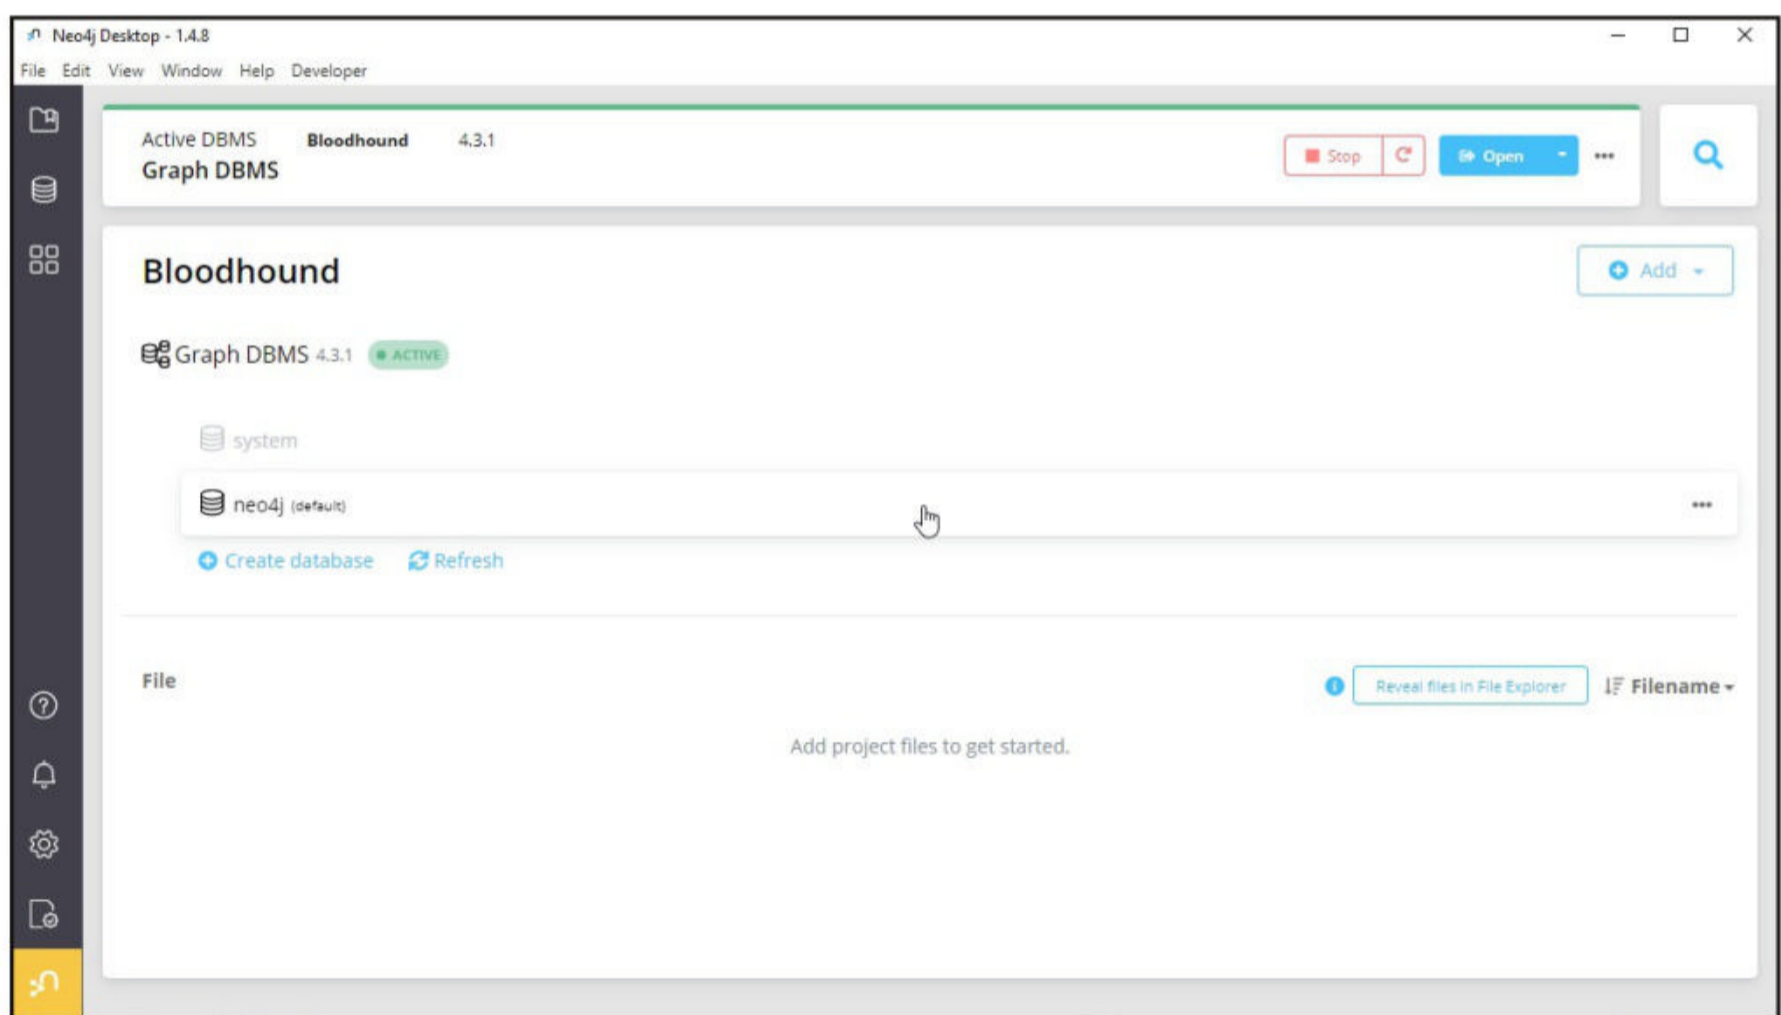 Neo4j Desktop - 1.4.8
File Edit View Window Help Developer
Active DBMS Bloodhound 4.3.1
Graph DBMS
Stop Open
Bloodhound
Add
Graph DBMS 4.3.1 ACTIVE
system
neo4j (default)
Create database Refresh
File
Reveal files in File Explorer Filename
Add project files to get started.